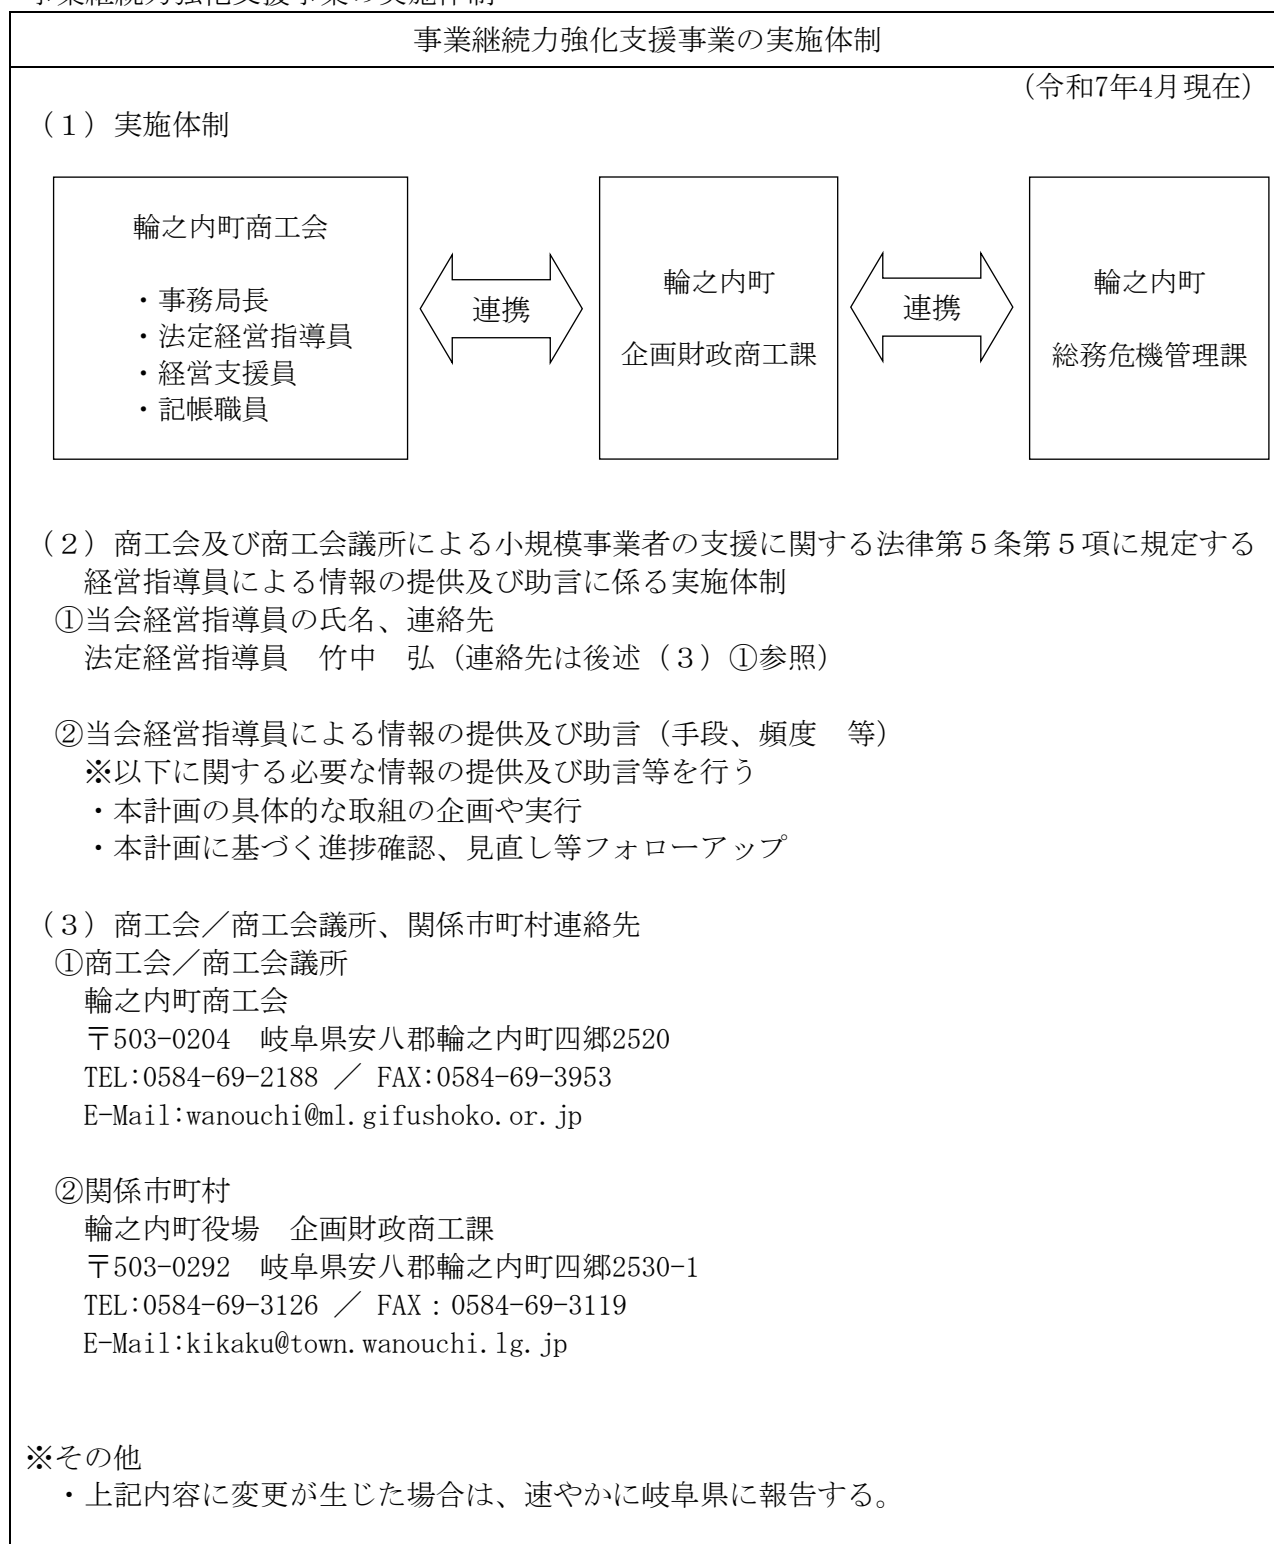 事業継続力強化支援事業の実施体制
事業継続力強化支援事業の実施体制
(令和7年4月現在)
(1)実施体制
輪之内町商工会
・事務局長
・法定経営指導員
・経営支援員
・記帳職員
連携
輪之内町
企画財政商工課
連携
輪之内町
総務危機管理課
(2)商工会及び商工会議所による小規模事業者の支援に関する法律第5条第5項に規定する
経営指導員による情報の提供及び助言に係る実施体制
①当会経営指導員の氏名、連絡先
法定経営指導員 竹中 弘(連絡先は後述(3)①参照)
②当会経営指導員による情報の提供及び助言(手段、頻度 等)
※以下に関する必要な情報の提供及び助言等を行う
・本計画の具体的な取組の企画や実行
・本計画に基づく進捗確認、見直し等フォローアップ
(3)商工会/商工会議所、関係市町村連絡先
①商工会/商工会議所
輪之内町商工会
〒503-0204 岐阜県安八郡輪之内町四郷2520
TEL:0584-69-2188 / FAX:0584-69-3953
E-Mail:wanouchi@ml.gifushoko.or.jp
②関係市町村
輪之内町役場 企画財政商工課
〒503-0292 岐阜県安八郡輪之内町四郷2530-1
TEL:0584-69-3126 / FAX:0584-69-3119
E-Mail:kikaku@town.wanouchi.lg.jp
※その他
・上記内容に変更が生じた場合は、速やかに岐阜県に報告する。